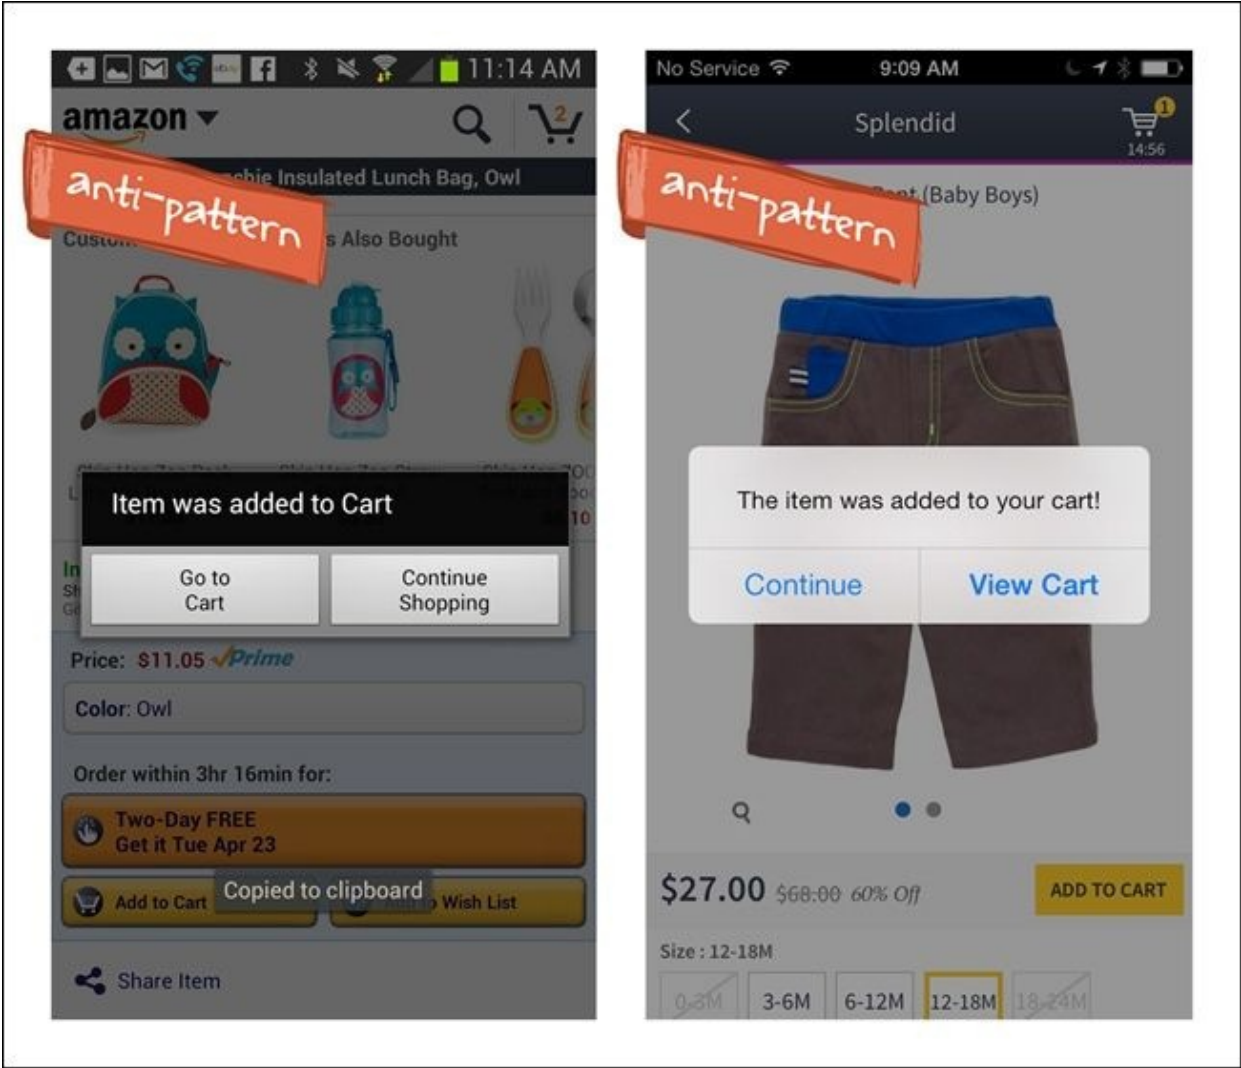 11:14 AM
amazon
2
anti-pattern
Insulated Lunch Bag, Owl
Also Bought
Item was added to Cart
Go to
Cart
Continue
Shopping
Price: $11.05 Prime
Color: Owl
Order within 3hr 16min for:
Two-Day FREE
Get it Tue Apr 23
Add to Cart
Wish List
Copied to clipboard
Share Item
No Service
9:09 AM
Splendid
1
14:56
anti-pattern
(Baby Boys)
The item was added to your cart!
Continue
View Cart
$27.00 $68.00 60% Off
ADD TO CART
Size : 12-18M
0-3M
3-6M
6-12M
12-18M
18-24M